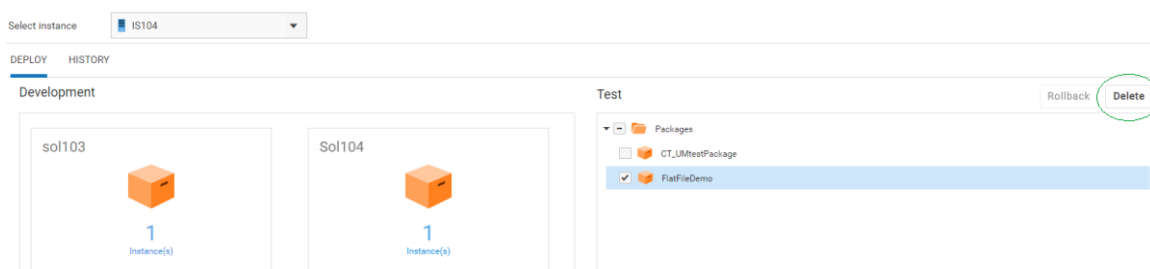 Select instance
IS104
DEPLOY HISTORY
Development
Test
Rollback
Delete
sol103
1
Instance(s)
Sol104
1
Instance(s)
Packages
CT_UMtestPackage
FlatFileDemo